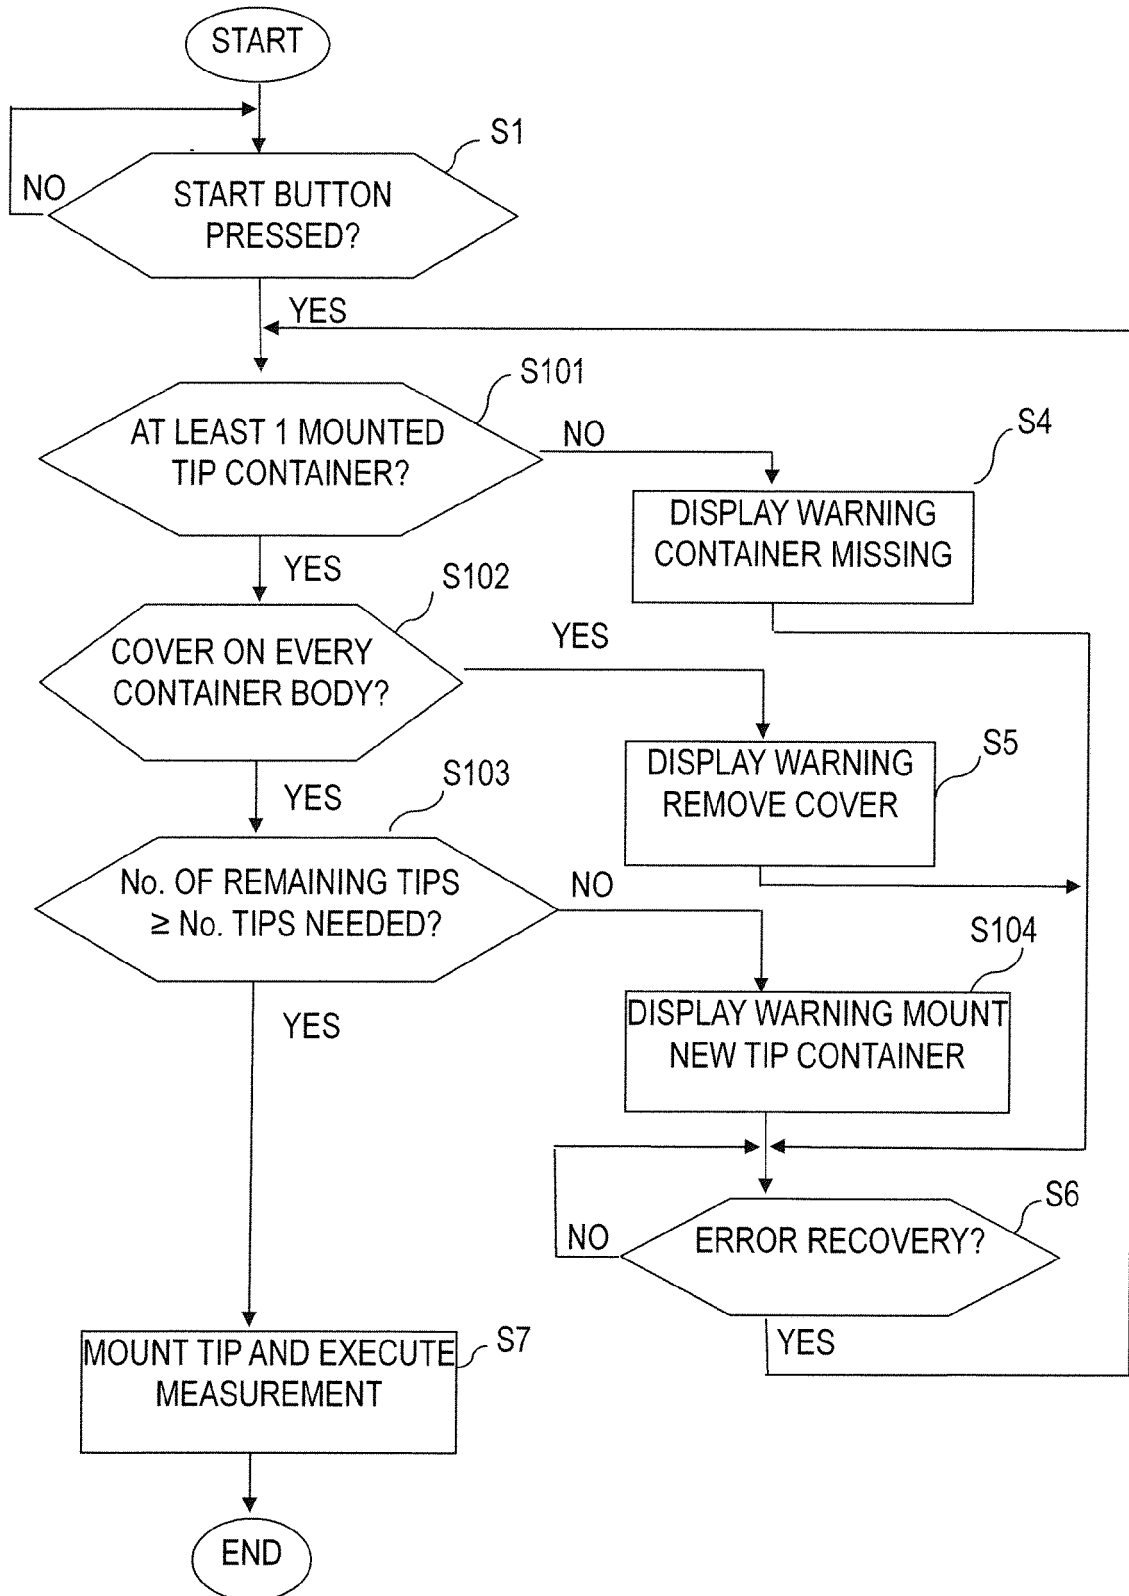 START
S1
NO
START BUTTON
PRESSED?
YES
S101
AT LEAST 1 MOUNTED
TIP CONTAINER?
NO
S4
DISPLAY WARNING
CONTAINER MISSING
YES
S102
COVER ON EVERY
CONTAINER BODY?
YES
S5
DISPLAY WARNING
REMOVE COVER
YES
S103
No. OF REMAINING TIPS
≥ No. TIPS NEEDED?
NO
S104
DISPLAY WARNING MOUNT
NEW TIP CONTAINER
YES
S6
NO
ERROR RECOVERY?
YES
S7
MOUNT TIP AND EXECUTE
MEASUREMENT
END